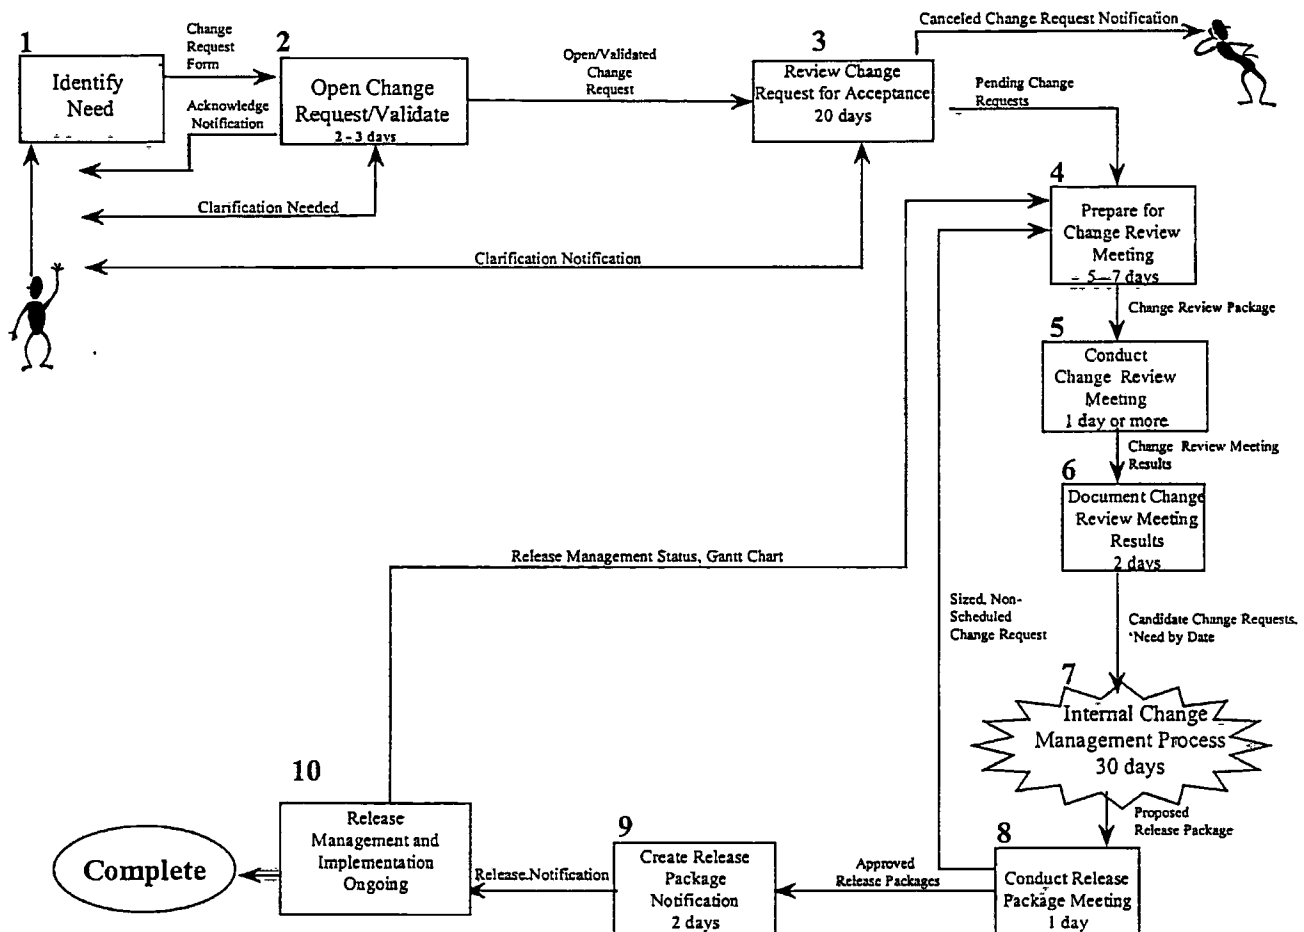 1
Identify
Need
Change
Request
Form
Acknowledge
Notification
2
Open Change
Request/Validate
2 - 3 days
Open/Validated
Change
Request
3
Review Change
Request for Acceptance
20 days
Canceled Change Request Notification
Pending Change
Requests
Clarification Needed
Clarification Notification
4
Prepare for
Change Review
Meeting
5-7 days
Change Review Package
5
Conduct
Change Review
Meeting
1 day or more
Change Review Meeting
Results
6
Document Change
Review Meeting
Results
2 days
Release Management Status, Gantt Chart
Sized, Non-
Scheduled
Change Request
Candidate Change Requests,
'Need by Date
7
Internal Change
Management Process
30 days
Proposed
Release Package
8
Conduct Release
Package Meeting
1 day
Approved
Release Packages
9
Create Release
Package
Notification
2 days
Release Notification
10
Release
Management and
Implementation
Ongoing
Complete